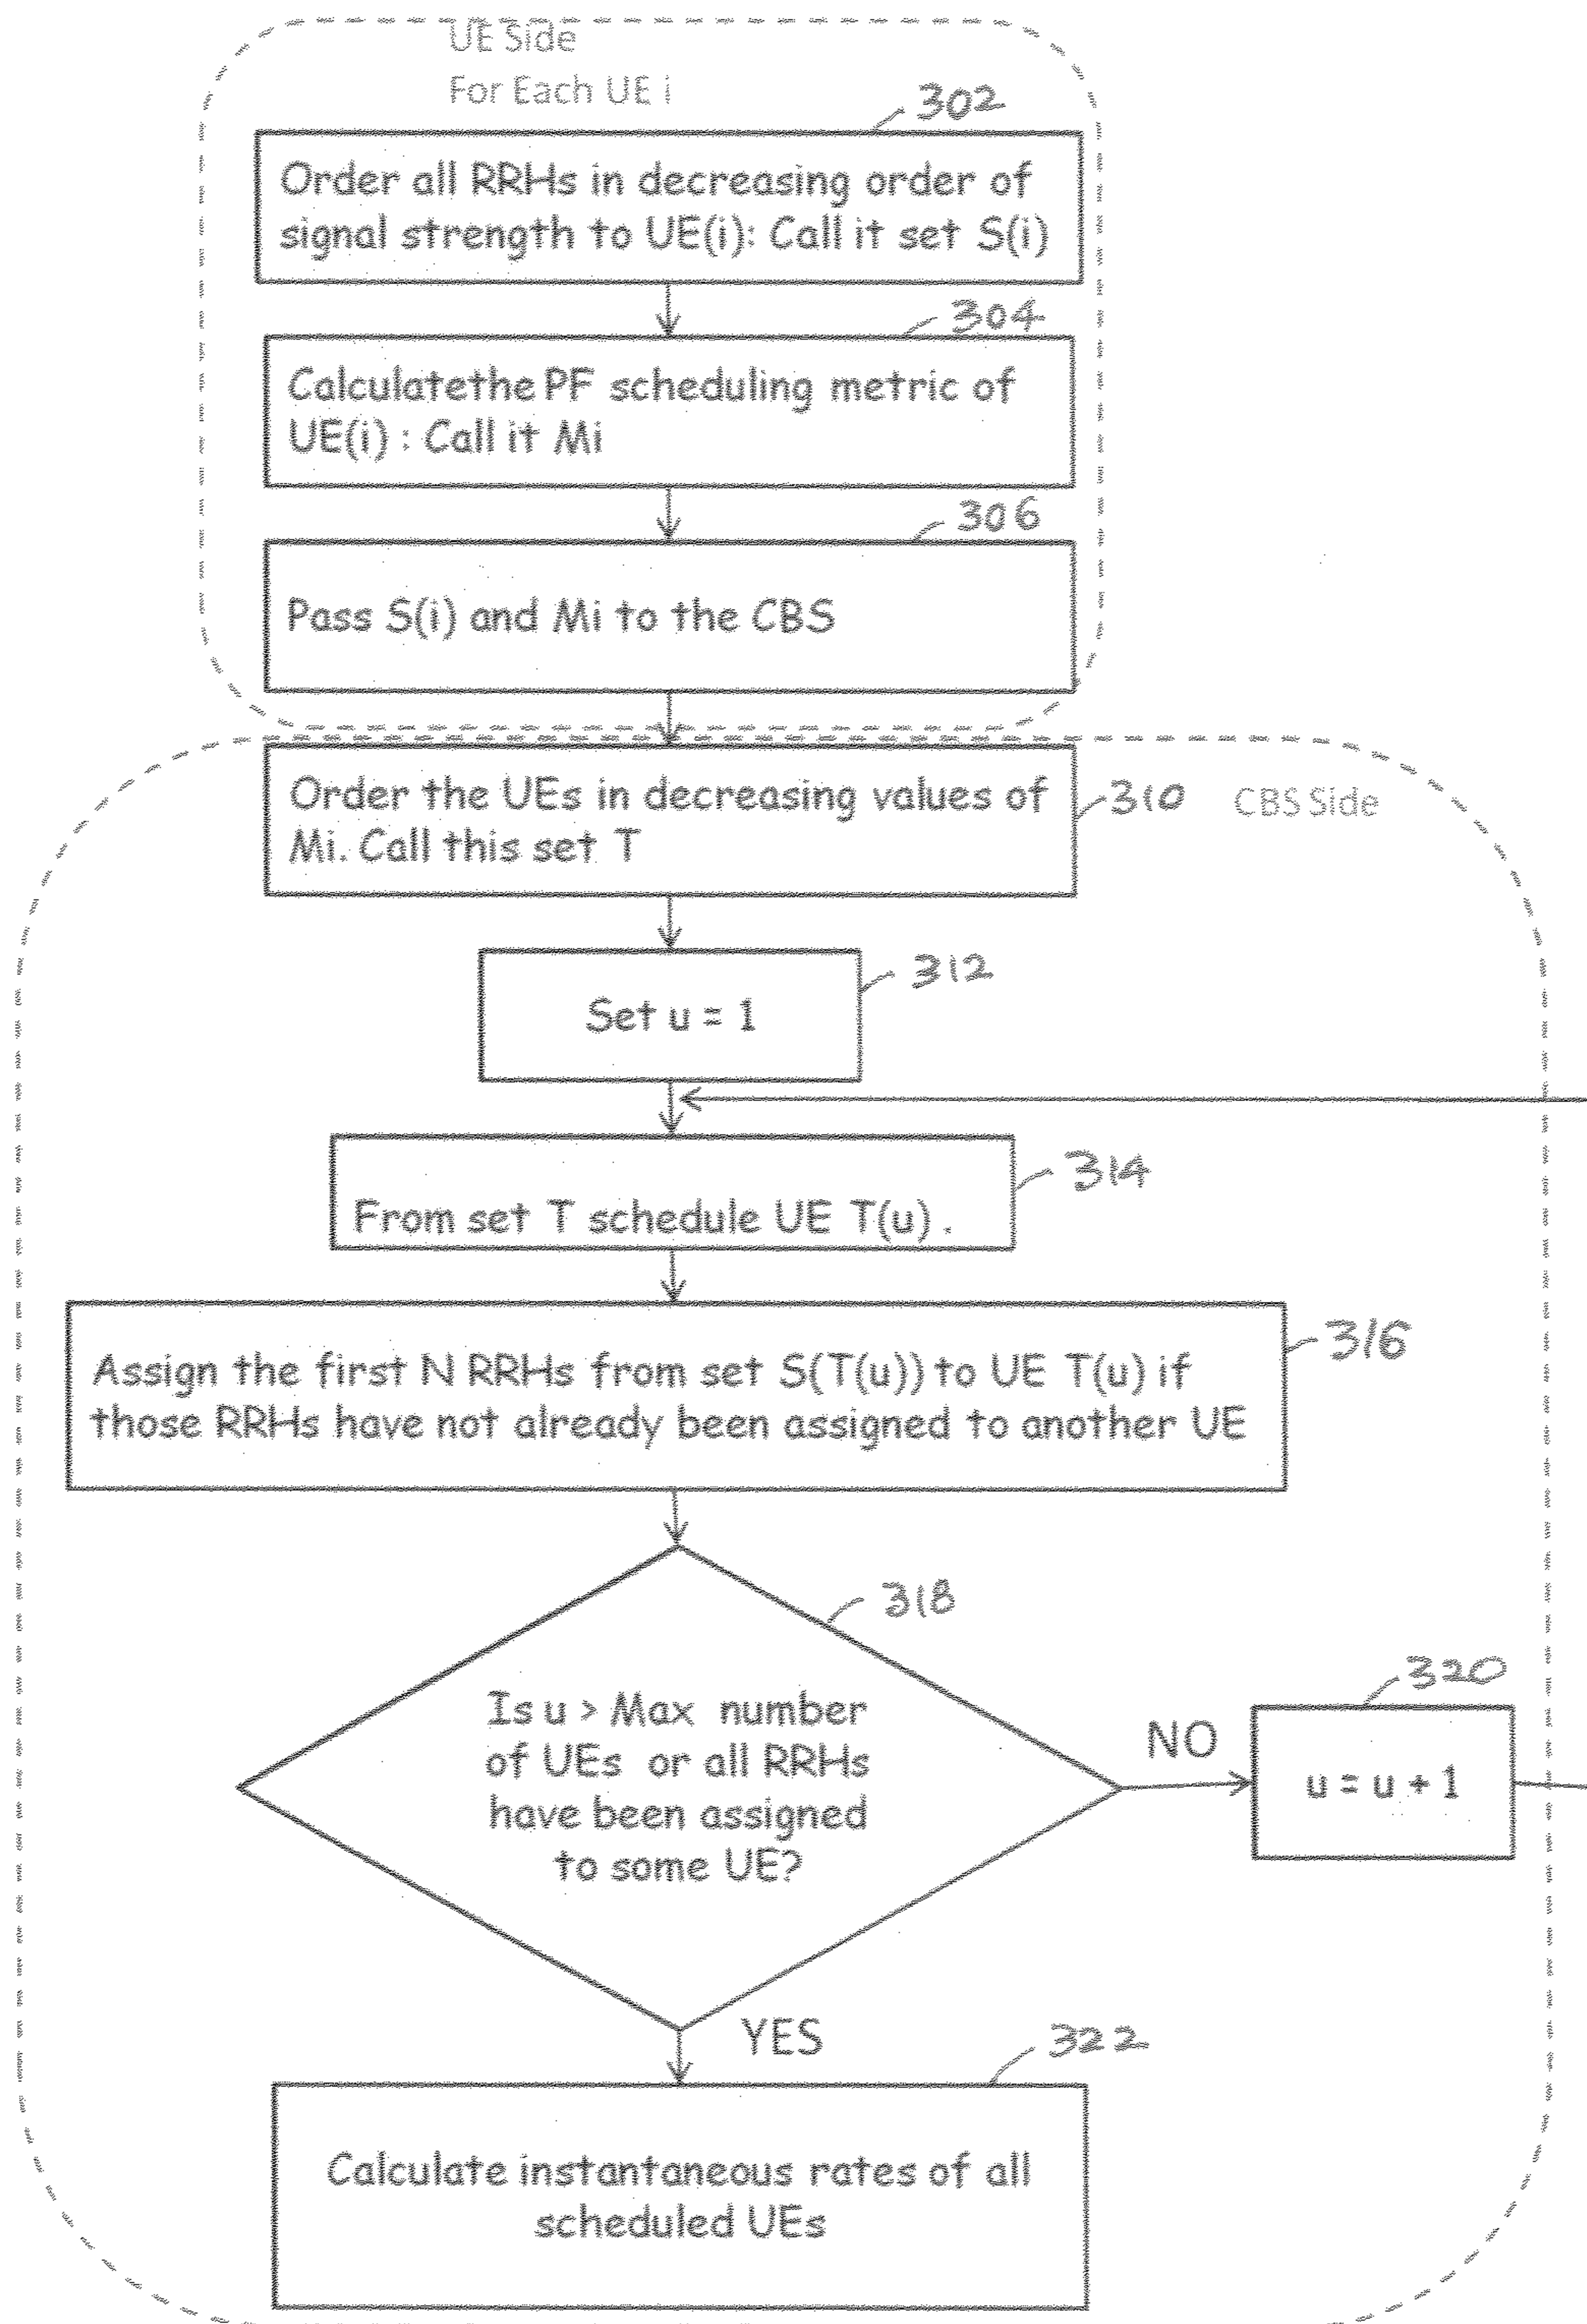 UE Side
For Each UE i
302
Order all RRHs in decreasing order of
signal strength to UE(i): Call it set S(i)
304
Calculatethe PF scheduling metric of
UE(i) : Call it Mi
306
Pass S(i) and Mi to the CBS
Order the UEs in decreasing values of
Mi. Call this set T
310
CBS Side
312
Set u = 1
314
From set T schedule UE T(u) .
316
Assign the first N RRHs from set S(T(u)) to UE T(u) if
those RRHs have not already been assigned to another UE
318
Is u > Max number
of UEs or all RRHs
have been assigned
to some UE?
NO
320
u = u + 1
YES
322
Calculate instantaneous rates of all
scheduled UEs